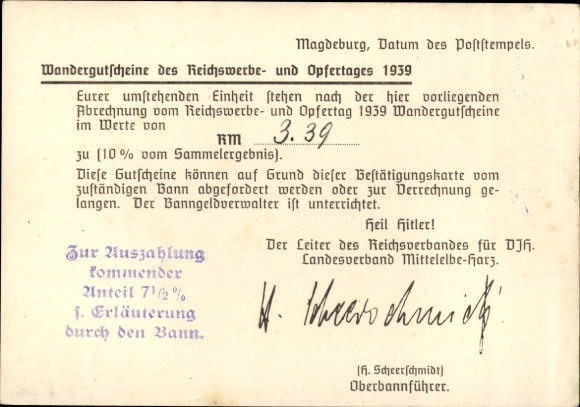 Magdeburg, Datum des Poststempels.
Wandergutscheine des Reichswerbe- und Opfertages 1939
Eurer umstehenden Einheit stehen nach der hier vorliegenden
Abrechnung vom Reichswerbe- und Opfertag 1939 Wandergutscheine
im Werte von
RM 3.39
zu (10 % vom Sammelergebnis).
Diese Gutscheine können auf Grund dieser Bestätigungskarte vom
zuständigen Bann abgefordert werden oder zur Verrechnung ge-
langen. Der Banngeldverwalter ist unterrichtet.
Heil Hitler!
Der Leiter des Reichsverbandes für DJH.
Landesverband Mittelelbe-Harz.
Zur Auszahlung
kommender
Anteil 7 1/2 %
s. Erläuterung
durch den Bann.
H. Scheerschmidt
(H. Scheerschmidt)
Oberbannführer.